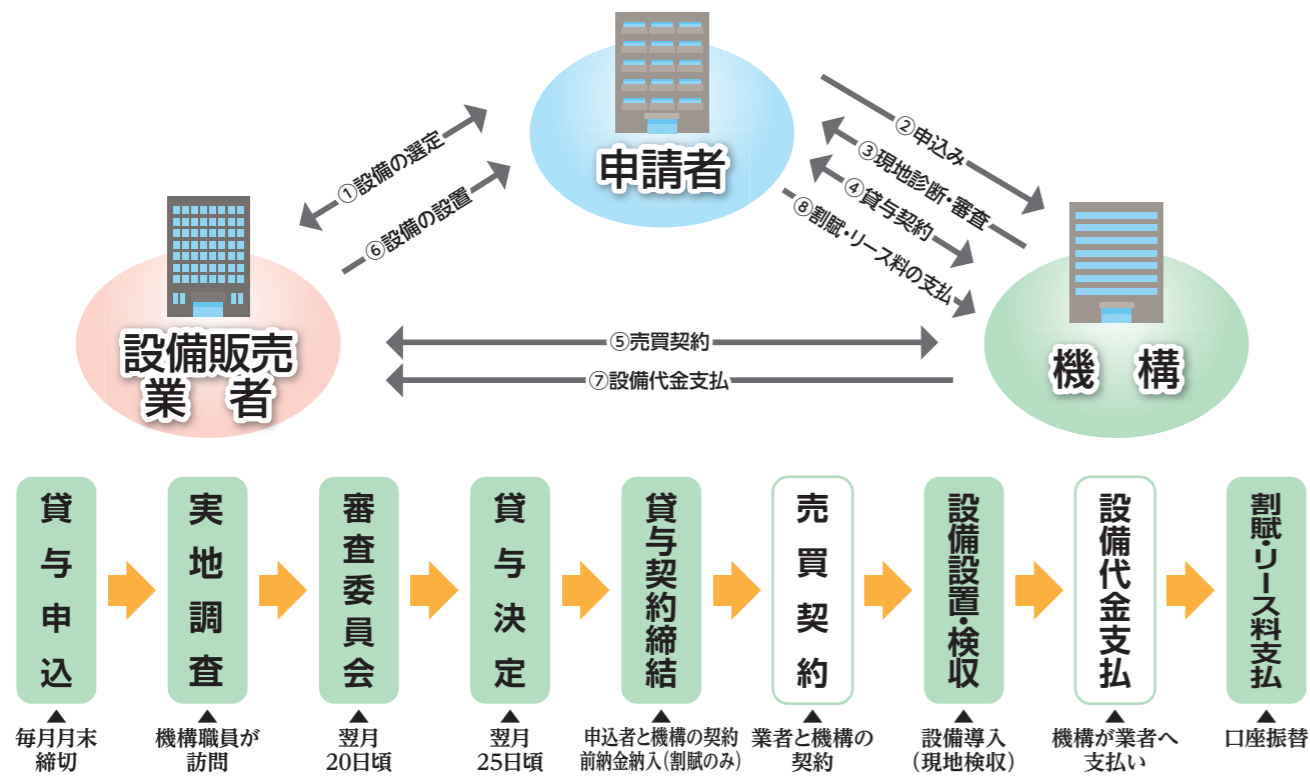 申請者
①設備の選定
⑥設備の設置
②申込み
③現地診断・審査
④貸与契約
⑧割賦・リース料の支払
設備販売
業者
⑤売買契約
⑦設備代金支払
機構
貸与申込
実地調査
審査委員会
貸与決定
貸与契約締結
売買契約
設備設置・検収
設備代金支払
割賦・リース料支払
▲
毎月月末
締切
▲
機構職員が
訪問
▲
翌月
20日頃
▲
翌月
25日頃
▲
申込者と機構の契約
前納金納入(割賦のみ)
▲
業者と機構の
契約
▲
設備導入
(現地検収)
▲
機構が業者へ
支払い
▲
口座振替